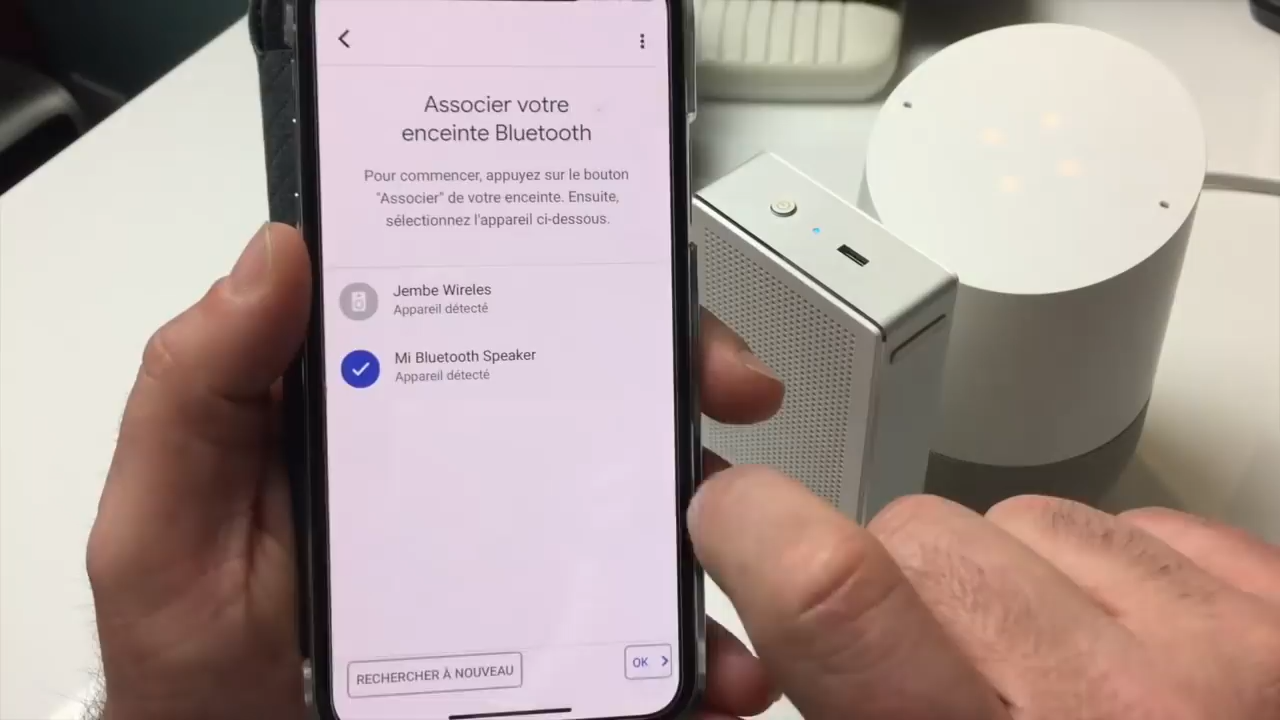 Associer votre
enceinte Bluetooth
Pour commencer, appuyez sur le bouton
"Associer" de votre enceinte. Ensuite,
sélectionnez l'appareil ci-dessous.
Jembe Wireles
Appareil détecté
Mi Bluetooth Speaker
Appareil détecté
RECHERCHER À NOUVEAU
OK